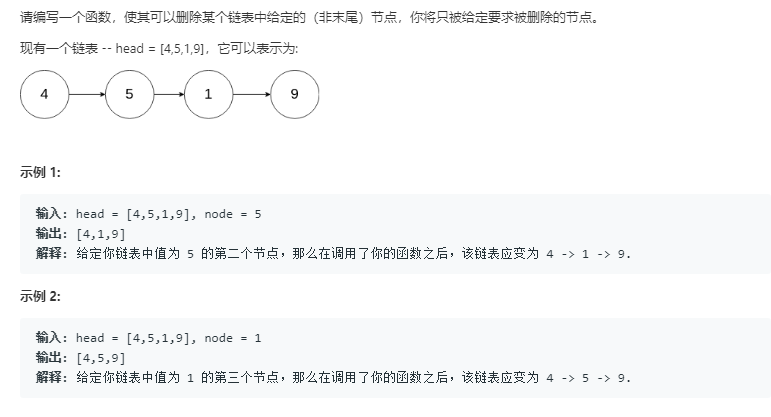 请编写一个函数，使其可以删除某个链表中给定的（非末尾）节点，你将只被给定要求被删除的节点。
现有一个链表 -- head = [4,5,1,9]，它可以表示为:
4 5 1 9
示例 1:
输入: head = [4,5,1,9], node = 5
输出: [4,1,9]
解释: 给定你链表中值为 5 的第二个节点，那么在调用了你的函数之后，该链表应变为 4 -> 1 -> 9.
示例 2:
输入: head = [4,5,1,9], node = 1
输出: [4,5,9]
解释: 给定你链表中值为 1 的第三个节点，那么在调用了你的函数之后，该链表应变为 4 -> 5 -> 9.